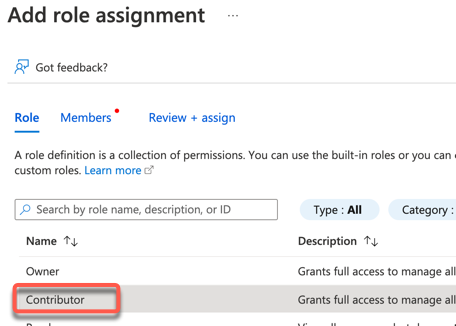 Add role assignment ...
Got feedback?
Role Members Review + assign
A role definition is a collection of permissions. You can use the built-in roles or you can
custom roles. Learn more
Search by role name, description, or ID Type : All Category :
Name ↑↓ Description ↑↓
Owner Grants full access to manage all
Contributor Grants full access to manage all